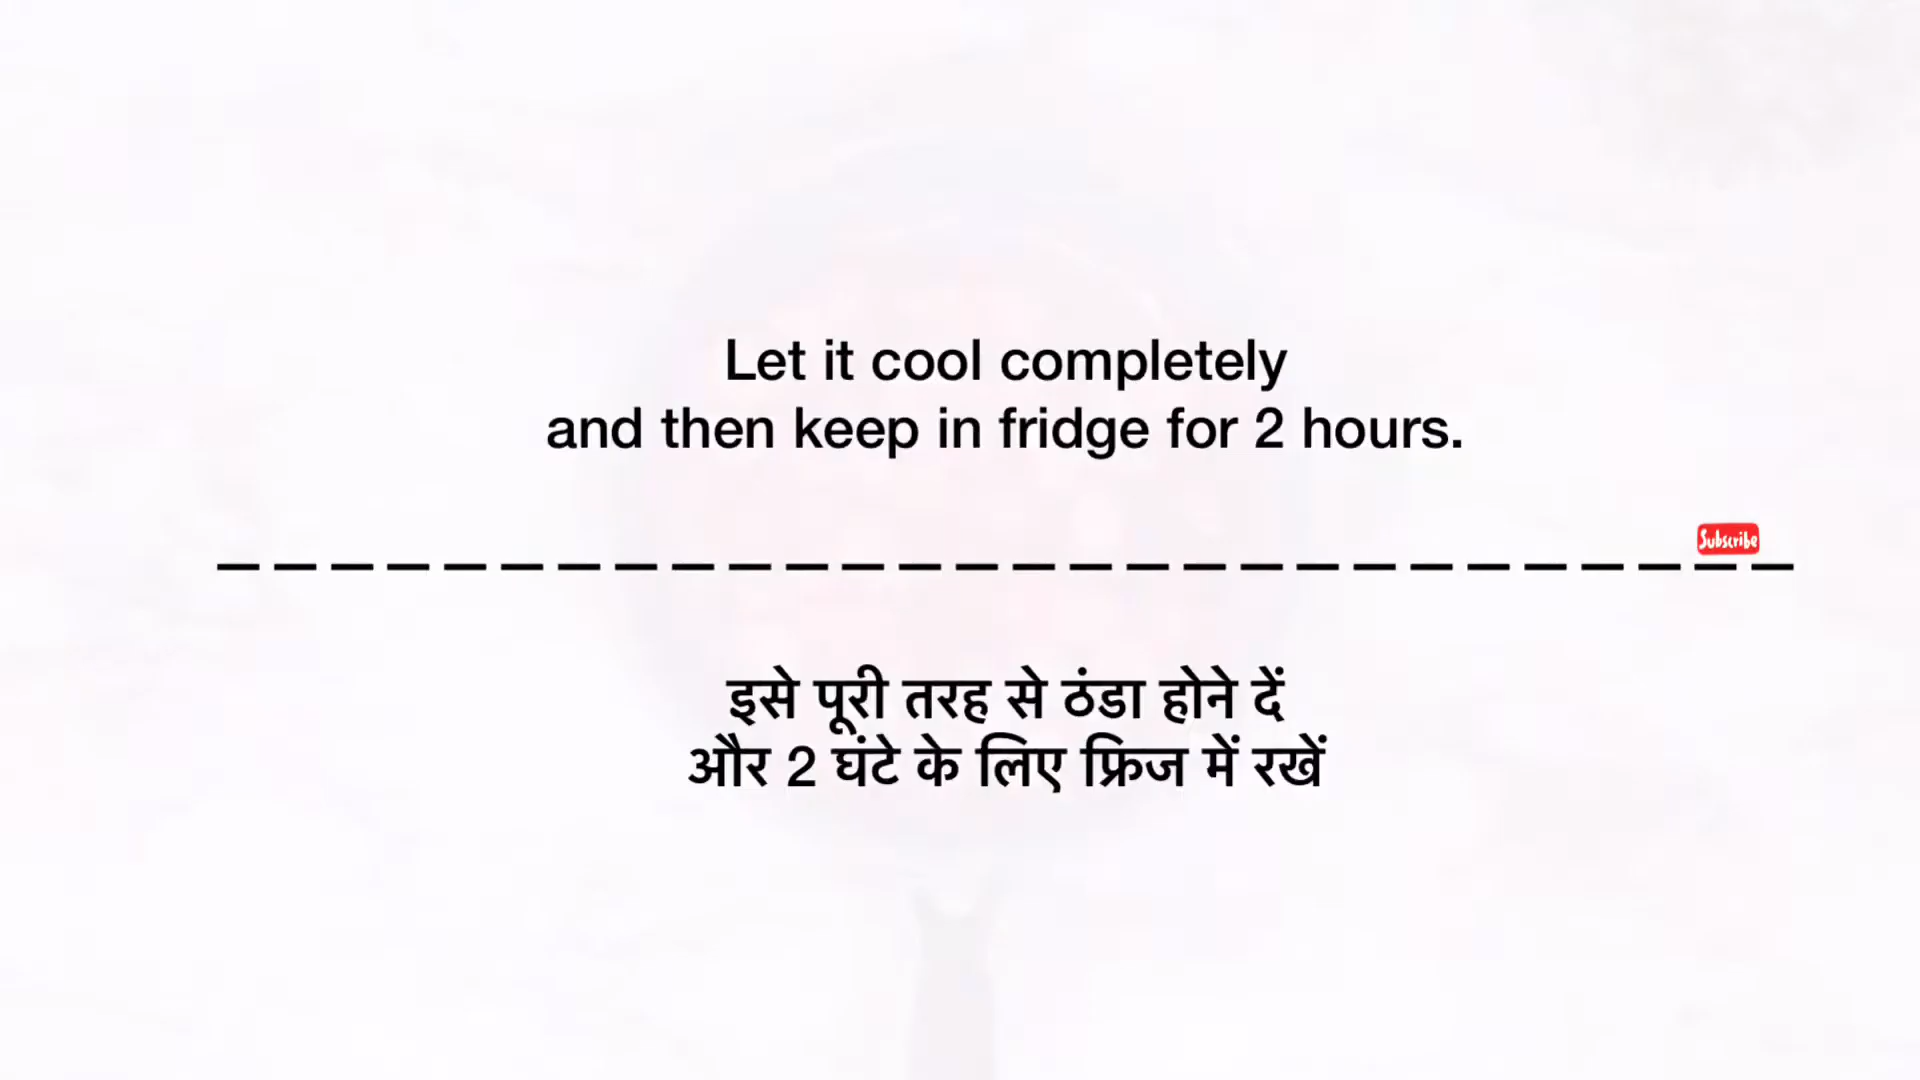 Let it cool completely
and then keep in fridge for 2 hours.
Subscribe
इसे पूरी तरह से ठंडा होने दें
और 2 घंटे के लिए फ्रिज में रखें